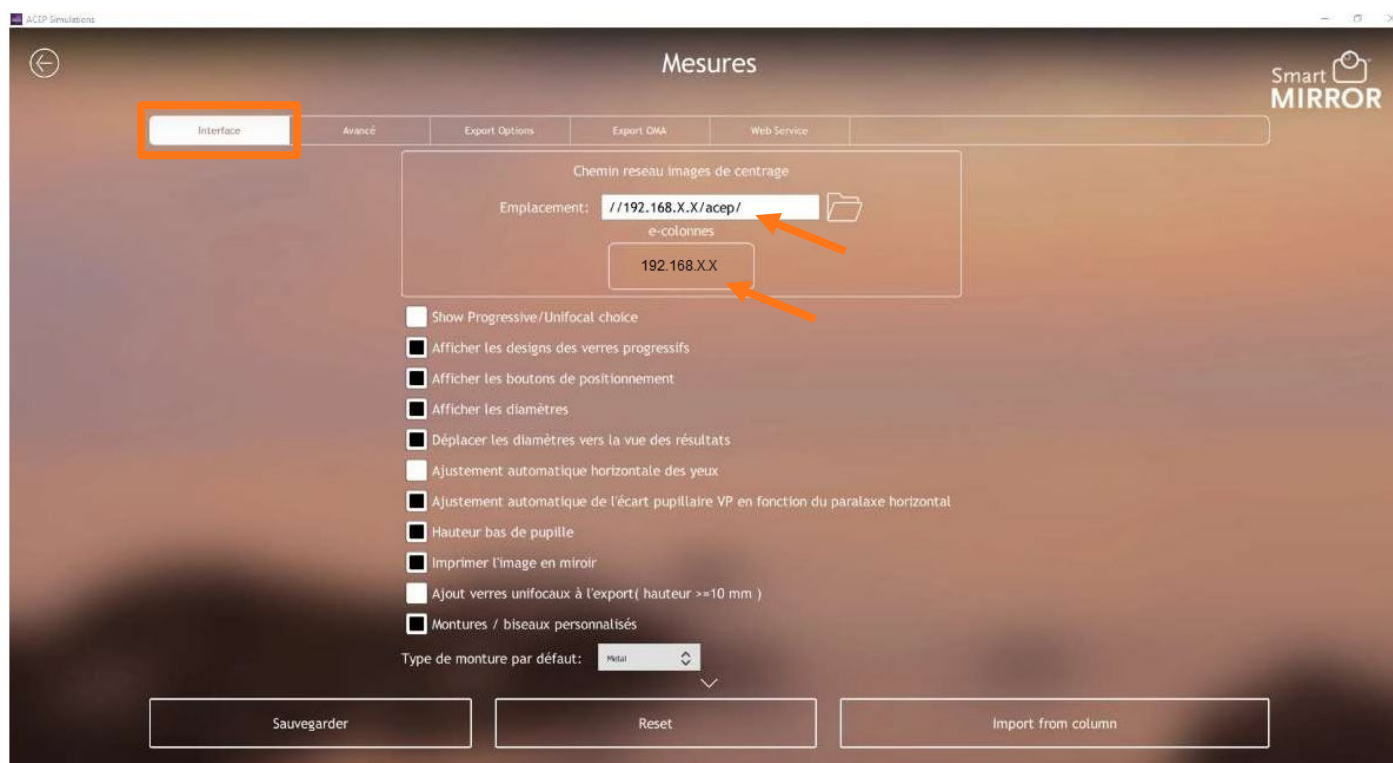 ACEP Simulations
Mesures
Smart
MIRROR
Interface Avancé Export Options Export OMA Web Service
Chemin reseau images de centrage
Emplacement: //192.168.X.X/acep/
e-colonnes
192.168.X.X
Show Progressive/Unifocal choice
Afficher les designs des verres progressifs
Afficher les boutons de positionnement
Afficher les diamètres
Déplacer les diamètres vers la vue des résultats
Ajustement automatique horizontale des yeux
Ajustement automatique de l'écart pupillaire VP en fonction du paralaxe horizontal
Hauteur bas de pupille
Imprimer l'image en miroir
Ajout verres unifocaux à l'export( hauteur >=10 mm )
Montures / biseaux personnalisés
Type de monture par défaut: Metal
Sauvegarder Reset Import from column